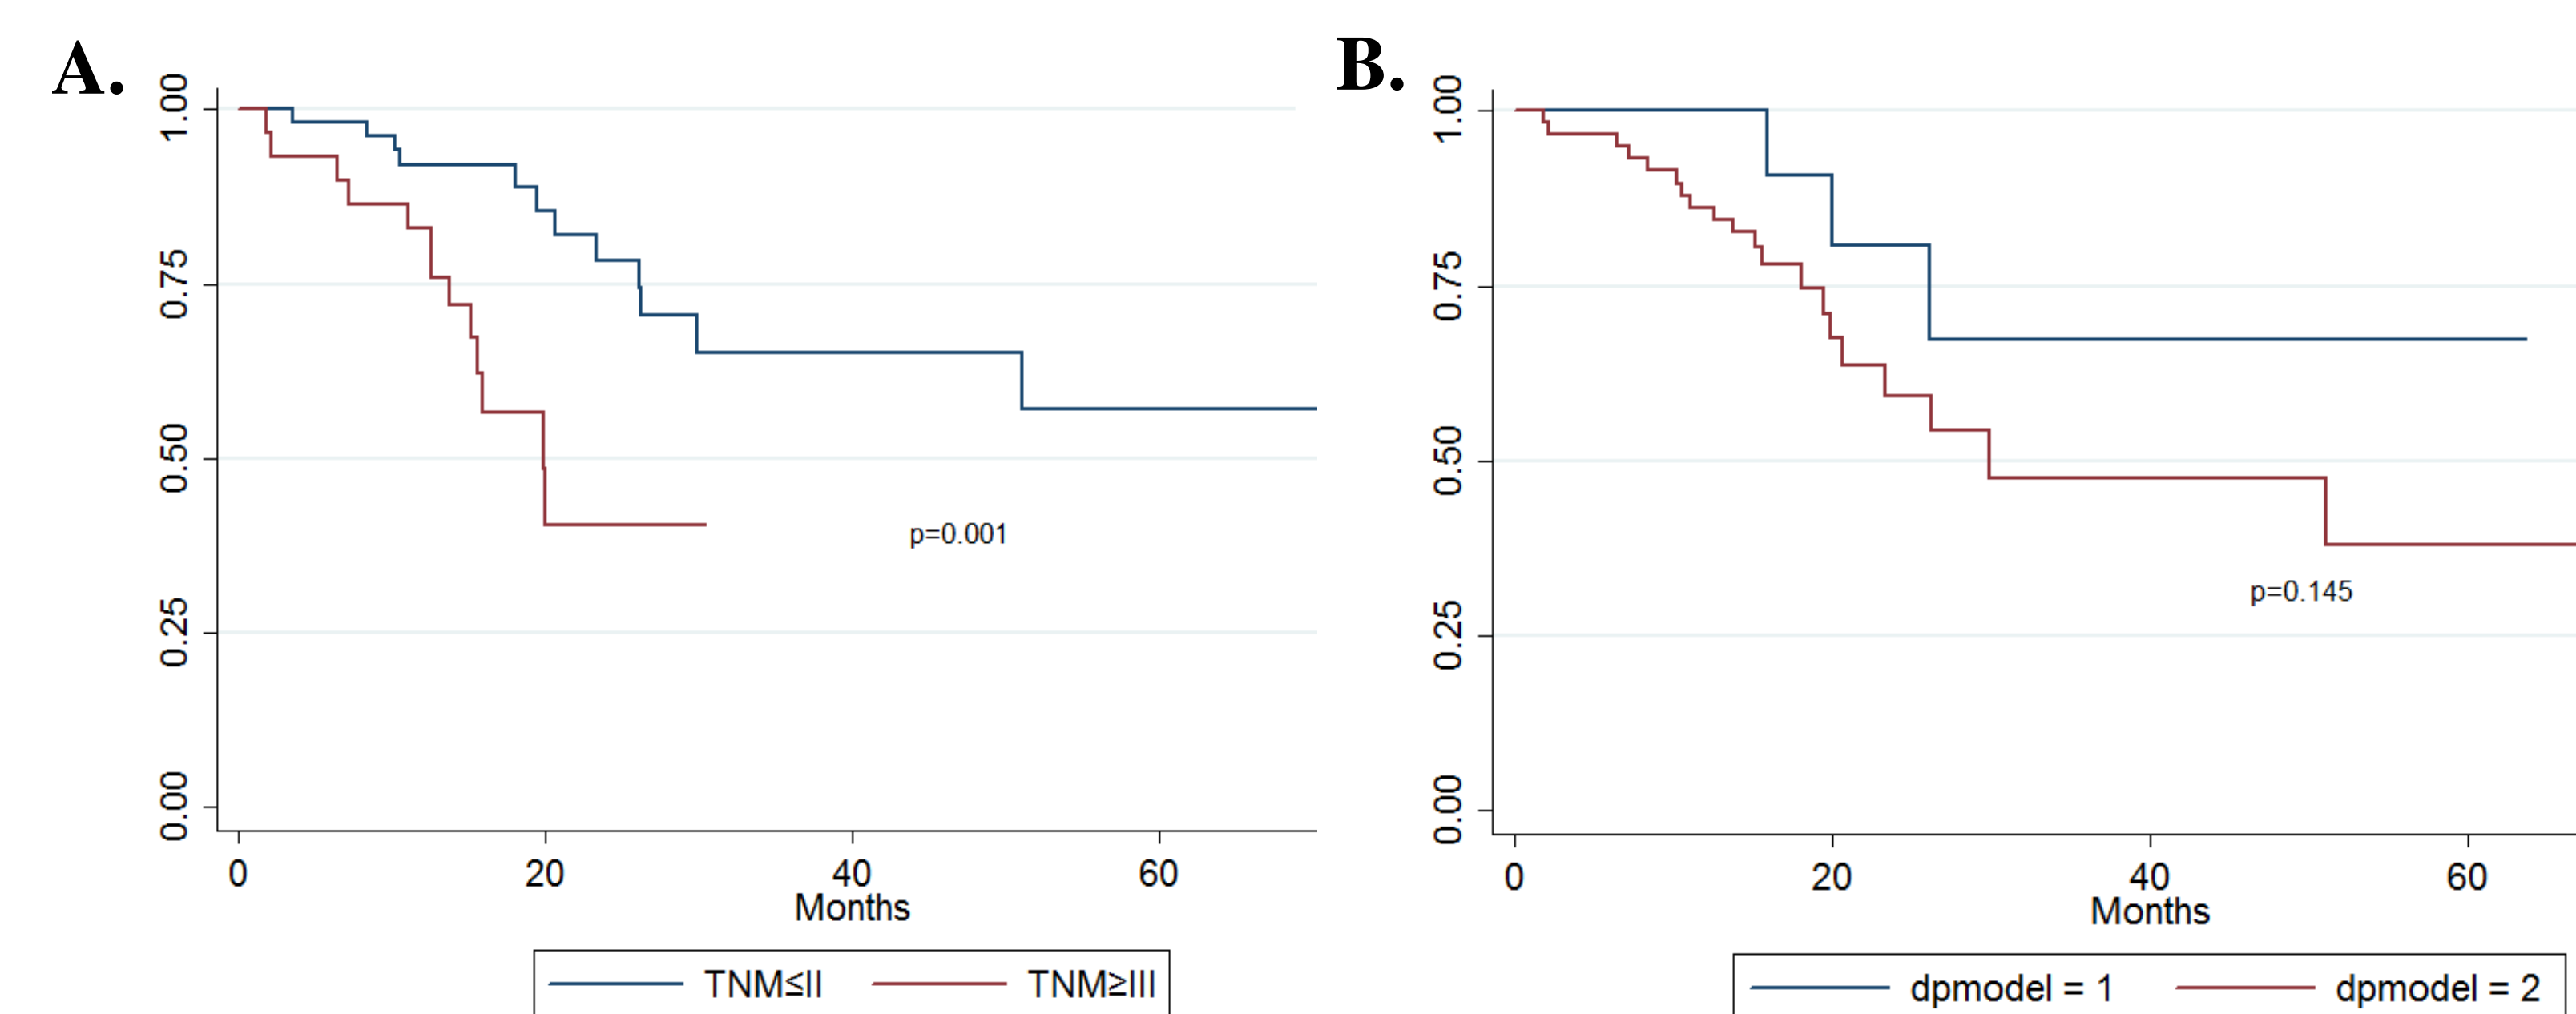 A.
1.00
0.75
0.50
0.25
0.00
0 20 40 60
Months
p=0.001
TNM≤II TNM≥III
B.
1.00
0.75
0.50
0.25
0.00
0 20 40 60
Months
p=0.145
dpmodel = 1 dpmodel = 2